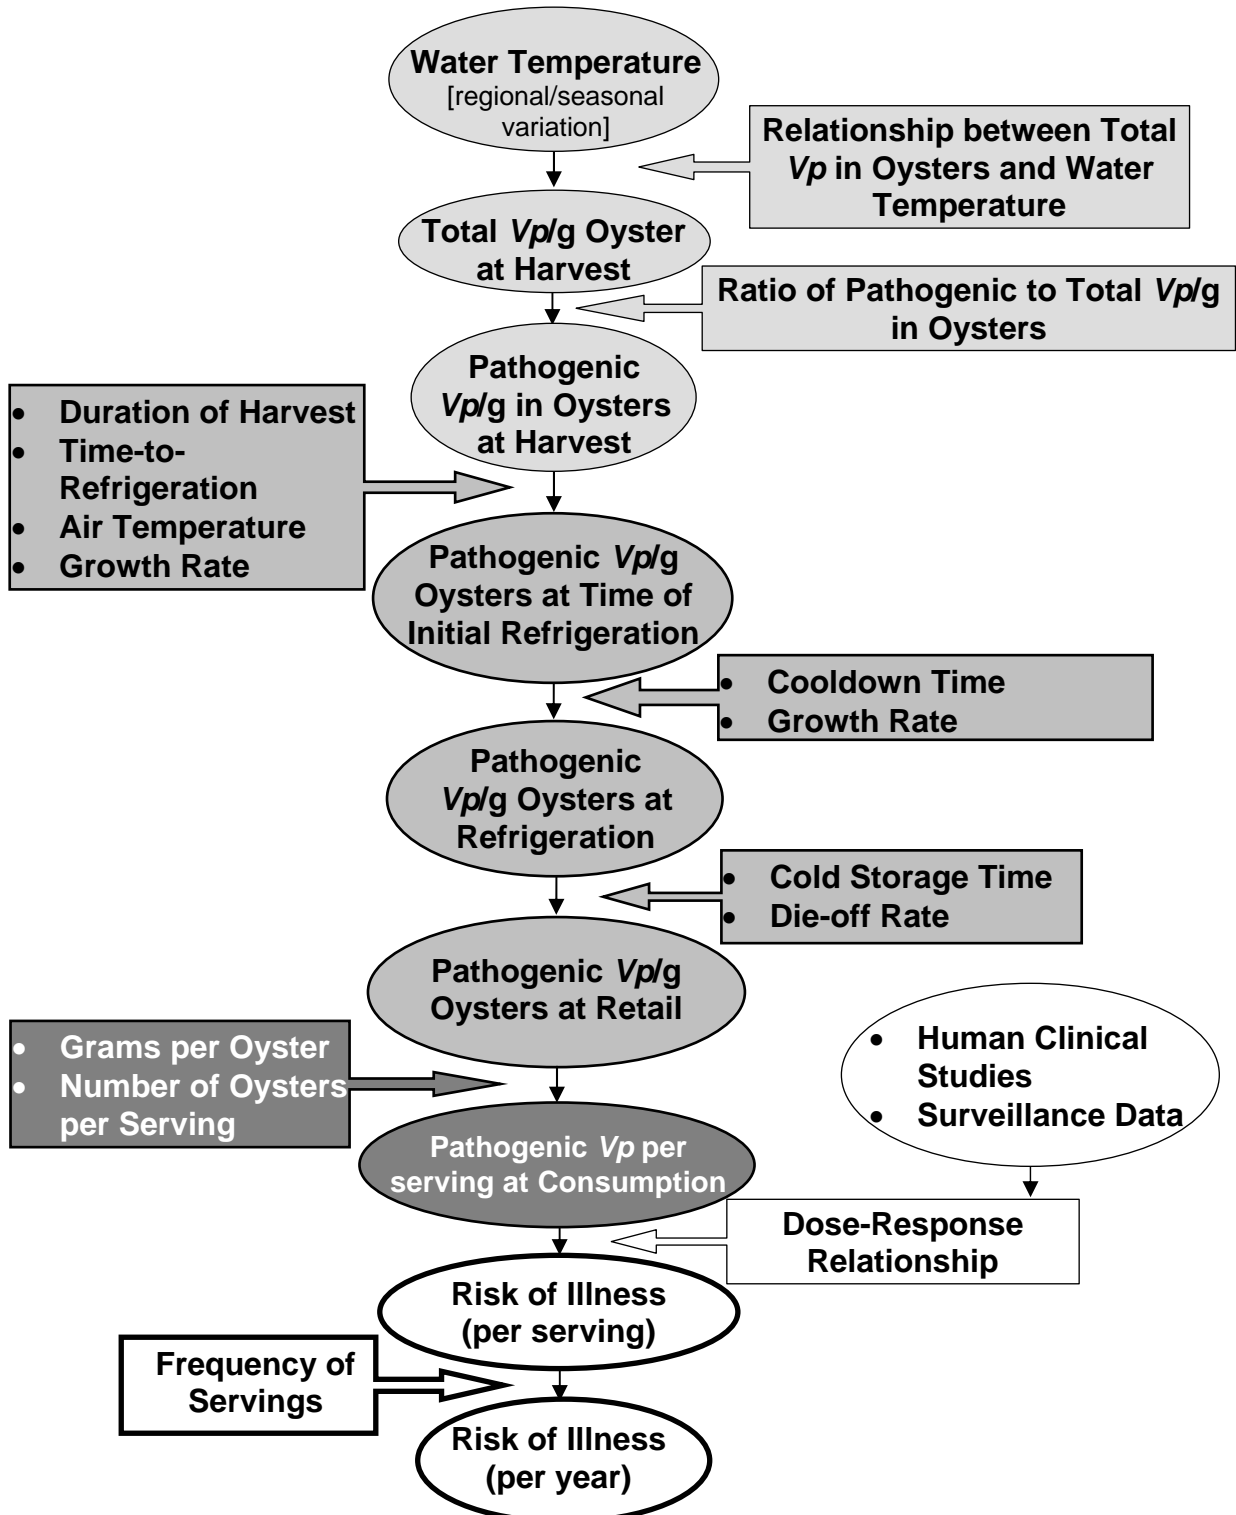 Water Temperature
[regional/seasonal
variation]
Relationship between Total
Vp in Oysters and Water
Temperature
Total Vp/g Oyster
at Harvest
Ratio of Pathogenic to Total Vp/g
in Oysters
Pathogenic
Vp/g in Oysters
at Harvest
• Duration of Harvest
• Time-to-
Refrigeration
• Air Temperature
• Growth Rate
Pathogenic Vp/g
Oysters at Time of
Initial Refrigeration
• Cooldown Time
• Growth Rate
Pathogenic
Vp/g Oysters at
Refrigeration
• Cold Storage Time
• Die-off Rate
Pathogenic Vp/g
Oysters at Retail
• Grams per Oyster
• Number of Oysters
per Serving
• Human Clinical
Studies
• Surveillance Data
Pathogenic Vp per
serving at Consumption
Dose-Response
Relationship
Risk of Illness
(per serving)
Frequency of
Servings
Risk of Illness
(per year)